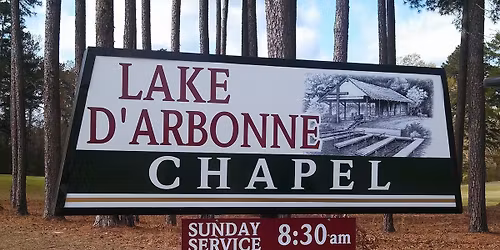 LAKE
D'ARBONNE
CHAPEL
SUNDAY
SERVICE 8:30 am